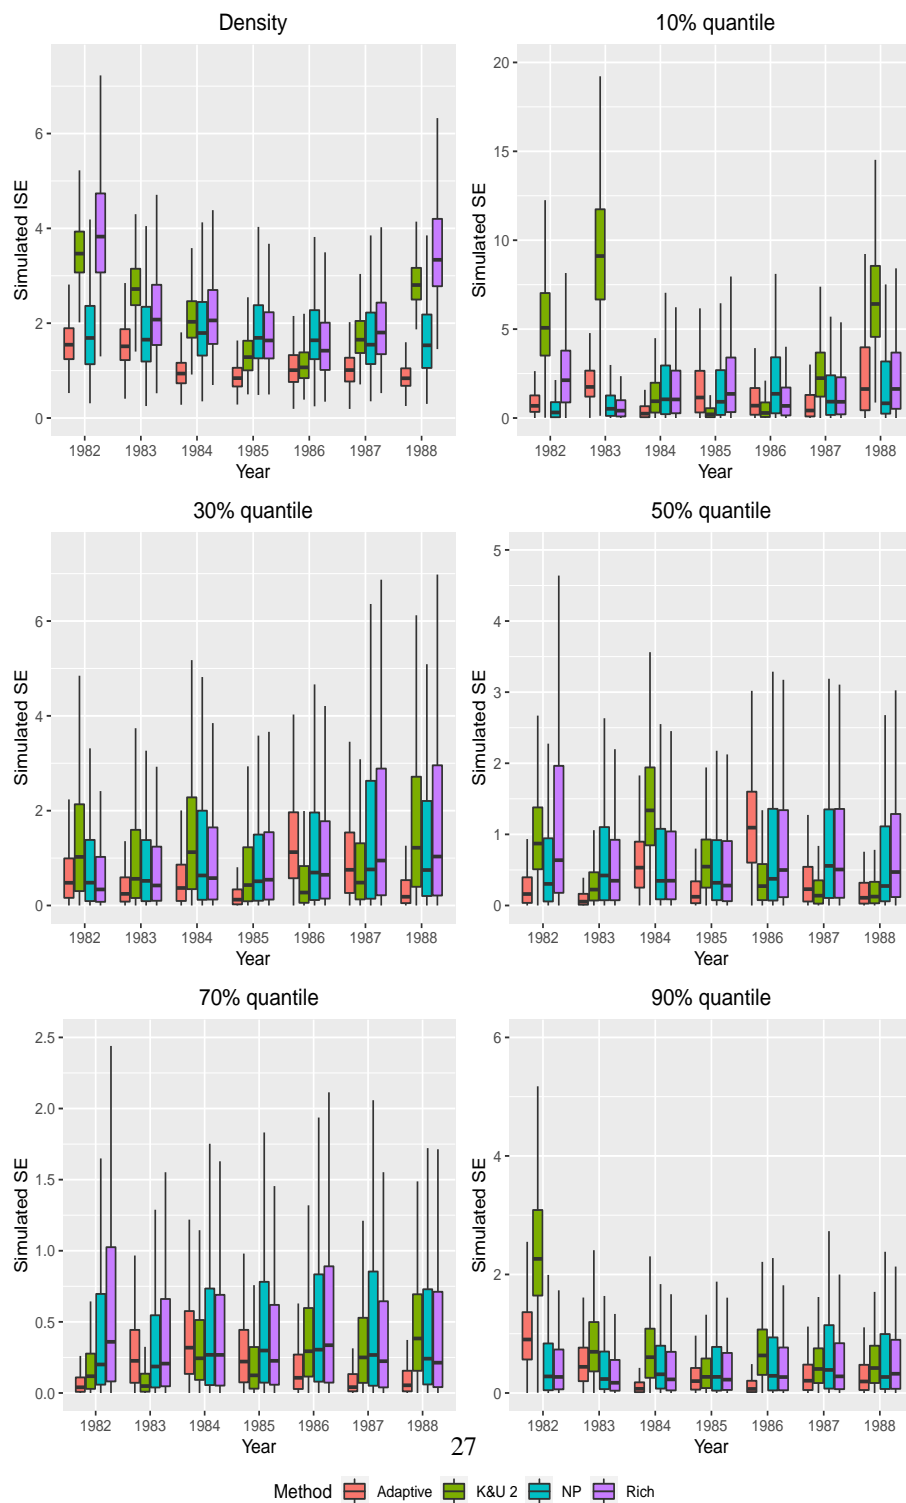 Density
10% quantile
Simulated ISE
0
2
4
6
1982 1983 1984 1985 1986 1987 1988
Year
Simulated SE
0
5
10
15
20
1982 1983 1984 1985 1986 1987 1988
Year
30% quantile
50% quantile
Simulated SE
0
2
4
6
1982 1983 1984 1985 1986 1987 1988
Year
Simulated SE
0
1
2
3
4
5
1982 1983 1984 1985 1986 1987 1988
Year
70% quantile
90% quantile
Simulated SE
0.0
0.5
1.0
1.5
2.0
2.5
1982 1983 1984 1985 1986 1987 1988
Year
Simulated SE
0
2
4
6
1982 1983 1984 1985 1986 1987 1988
Year
27
Method Adaptive K&U 2 NP Rich